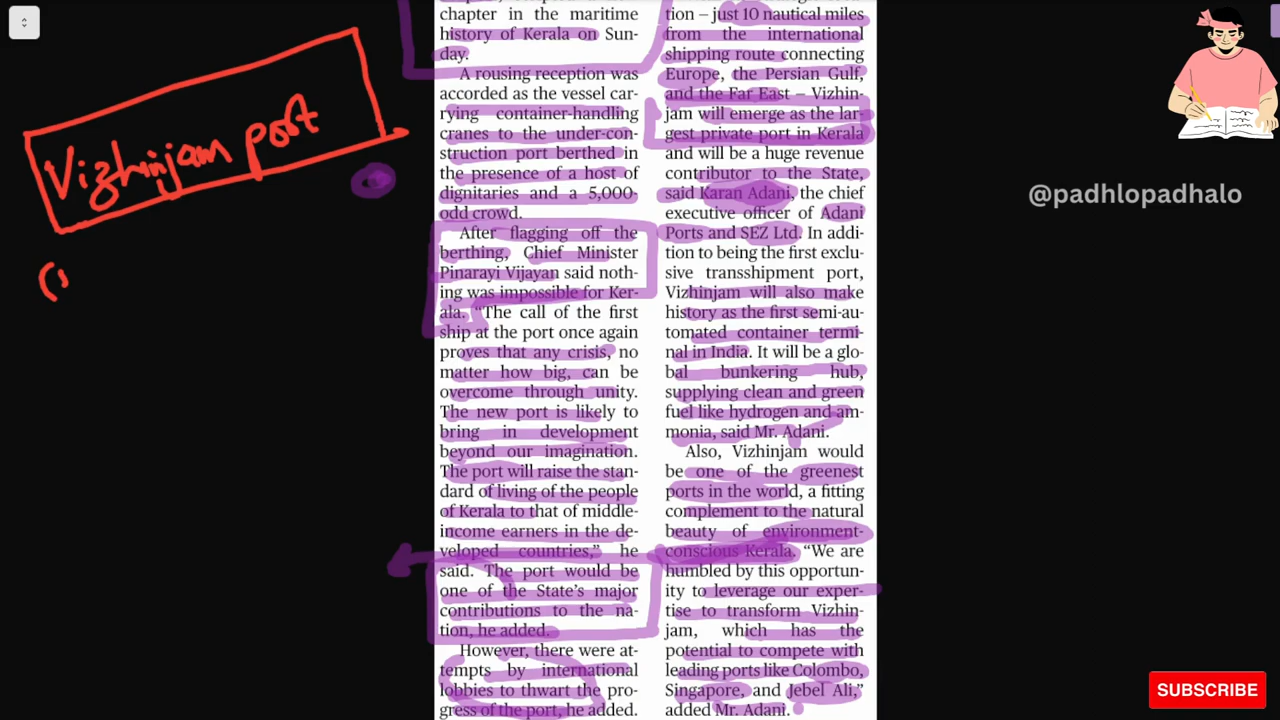 Vizhinjam port
chapter in the maritime
history of Kerala on Sun-
day.
A rousing reception was
accorded as the vessel car-
rying container-handling
cranes to the under-con-
struction port berthed in
the presence of a host of
dignitaries and a 5,000-
odd crowd.
After flagging off the
berthing, Chief Minister
Pinarayi Vijayan said noth-
ing was impossible for Ker-
ala. “The call of the first
ship at the port once again
proves that any crisis, no
matter how big, can be
overcome through unity.
The new port is likely to
bring in development
beyond our imagination.
The port will raise the stan-
dard of living of the people
of Kerala to that of middle-
income earners in the de-
veloped countries,” he
said. The port would be
one of the State’s major
contributions to the na-
tion, he added.
However, there were at-
tempts by international
lobbies to thwart the pro-
gress of the port, he added.
tion – just 10 nautical miles
from the international
shipping route connecting
Europe, the Persian Gulf,
and the Far East – Vizhin-
jam will emerge as the lar-
gest private port in Kerala
and will be a huge revenue
contributor to the State,
said Karan Adani, the chief
executive officer of Adani
Ports and SEZ Ltd. In addi-
tion to being the first exclu-
sive transshipment port,
Vizhinjam will also make
history as the first semi-au-
tomated container termi-
nal in India. It will be a glo-
bal bunkering hub,
supplying clean and green
fuel like hydrogen and am-
monia, said Mr. Adani.
Also, Vizhinjam would
be one of the greenest
ports in the world, a fitting
complement to the natural
beauty of environment-
conscious Kerala. “We are
humbled by this opportun-
ity to leverage our exper-
tise to transform Vizhin-
jam, which has the
potential to compete with
leading ports like Colombo,
Singapore, and Jebel Ali,”
added Mr. Adani.
@padhlopadhalo
SUBSCRIBE